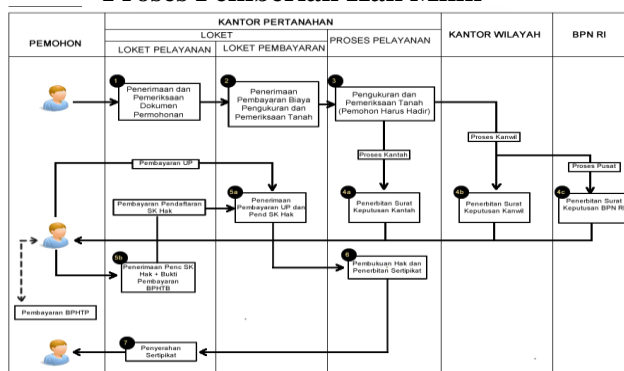 Proses Pemberian Hak Milik
KANTOR PERTANAHAN
PEMOHON
LOKET
PROSES PELAYANAN
KANTOR WILAYAH
BPN RI
LOKET PELAYANAN
LOKET PEMBAYARAN
1
Penerimaan dan
Pemeriksaan
Dokumen
Permohonan
2
Penerimaan
Pembayaran Biaya
Pengukuran dan
Pemeriksaan Tanah
3
Pengukuran dan
Pemeriksaan Tanah
(Pemohon Harus Hadir)
Proses Kanwil
Proses Kantah
Proses Pusat
Pembayaran UP
Pembayaran Pendaftaran
SK Hak
5a
Penerimaan
Pembayaran UP dan
Pend SK Hak
4a
Penerbitan Surat
Keputusan Kantah
4b
Penerbitan Surat
Keputusan Kanwil
4c
Penerbitan Surat
Keputusan BPN RI
5b
Penerimaan Penc SK
Hak + Bukti
Pembayaran
BPHTB
6
Pembukuan Hak dan
Penerbitan Sertipikat
Pembayaran BPHTP
7
Penyerahan
Sertipikat